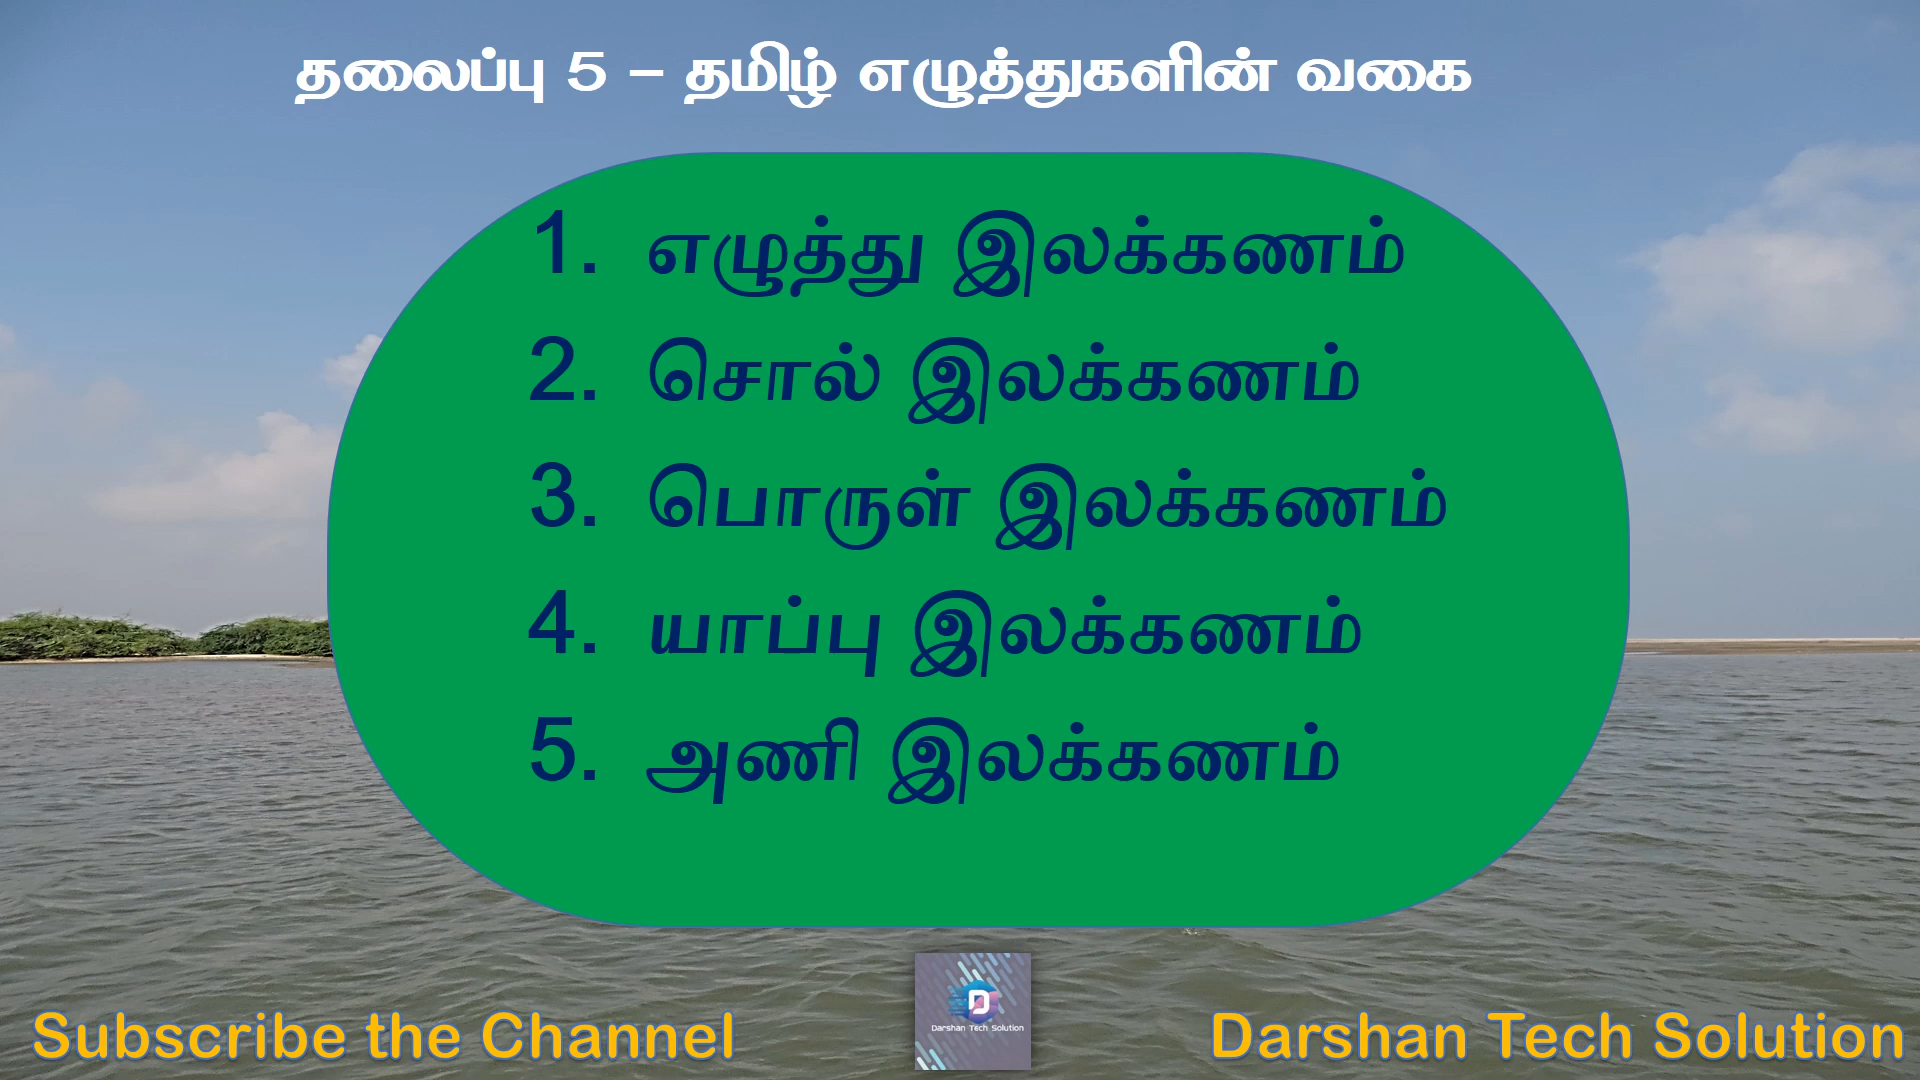 தலைப்பு 5 – தமிழ் எழுத்துகளின் வகை
1. எழுத்து இலக்கணம்
2. சொல் இலக்கணம்
3. பொருள் இலக்கணம்
4. யாப்பு இலக்கணம்
5. அணி இலக்கணம்
D
Darshan Tech Solution
Subscribe the Channel
Darshan Tech Solution